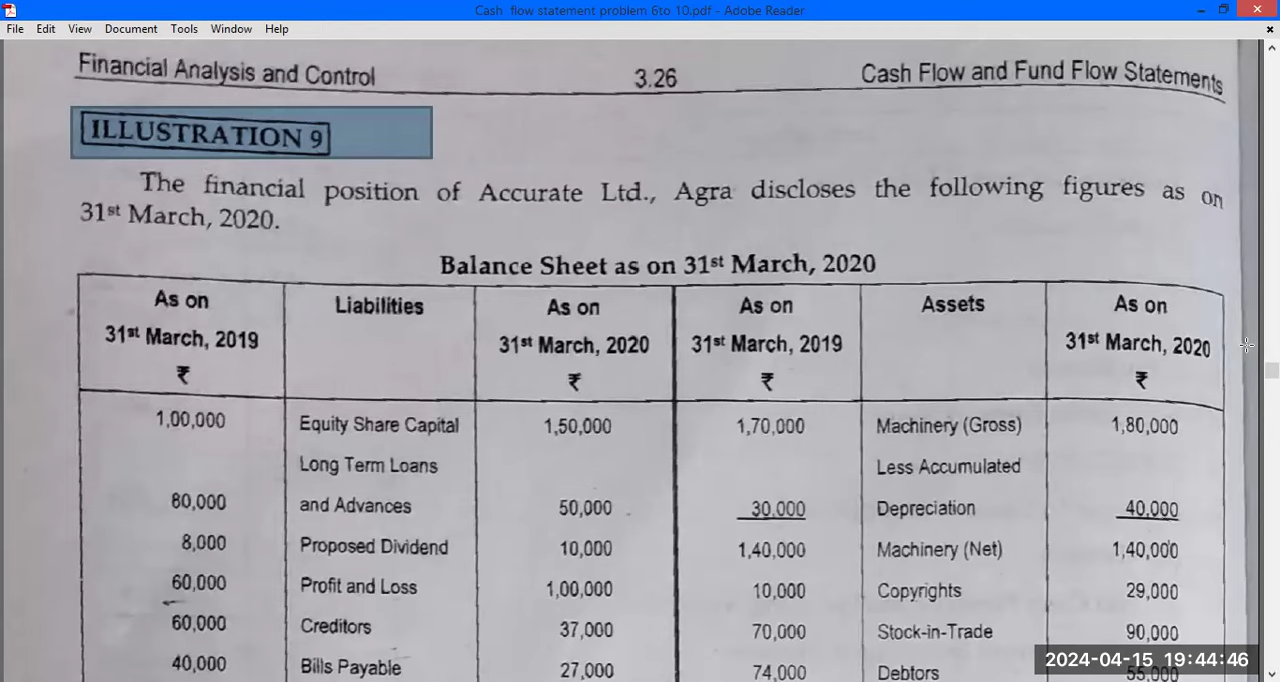 Cash flow statement problem 6to 10.pdf - Adobe Reader
File Edit View Document Tools Window Help
Financial Analysis and Control 3.26 Cash Flow and Fund Flow Statements
ILLUSTRATION 9
The financial position of Accurate Ltd., Agra discloses the following figures as on
31st March, 2020.
Balance Sheet as on 31st March, 2020
As on Liabilities As on As on Assets As on
31st March, 2019 31st March, 2020 31st March, 2019 31st March, 2020
₹ ₹ ₹ ₹
1,00,000 Equity Share Capital 1,50,000 1,70,000 Machinery (Gross) 1,80,000
Long Term Loans Less Accumulated
80,000 and Advances 50,000 30,000 Depreciation 40,000
8,000 Proposed Dividend 10,000 1,40,000 Machinery (Net) 1,40,000
60,000 Profit and Loss 1,00,000 10,000 Copyrights 29,000
60,000 Creditors 37,000 70,000 Stock-in-Trade 90,000
40,000 Bills Payable 27,000 74,000 Debtors 55,000
2024-04-15 19:44:46